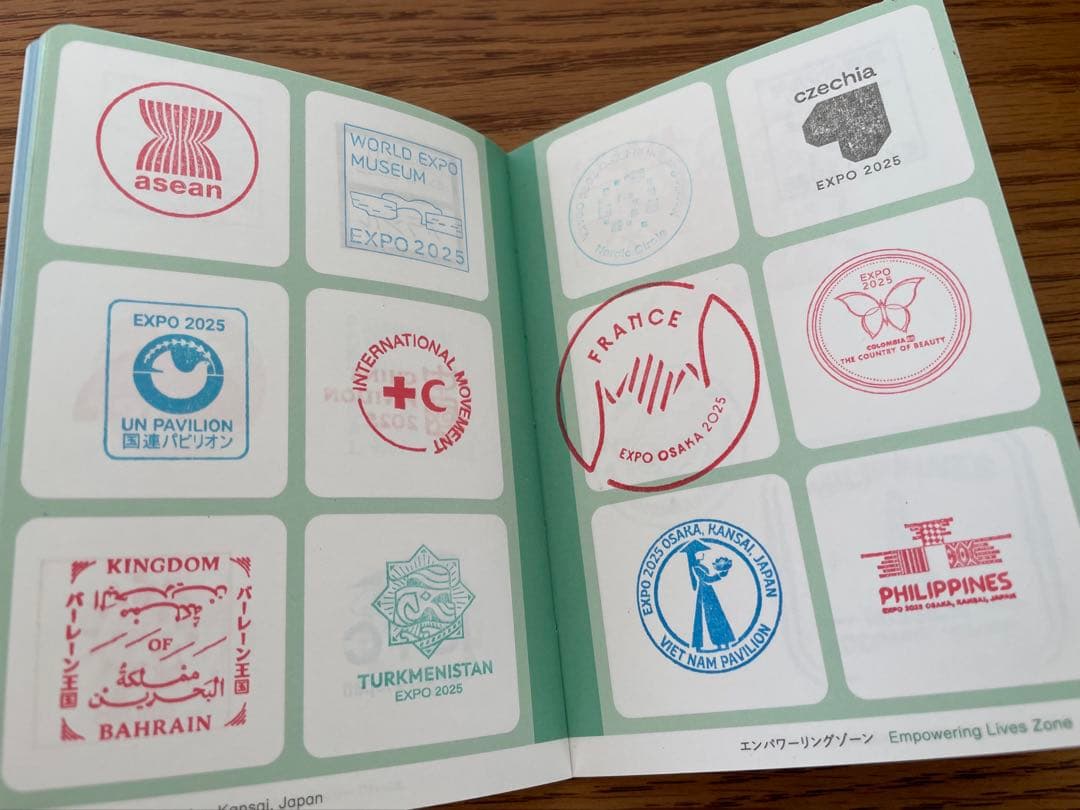 asean
WORLD EXPO
MUSEUM
EXPO 2025
EXPO 2025
UN PAVILION
国連パビリオン
INTERNATIONAL MOVEMENT
KINGDOM
バーレーン王国
OF
バーレーン王国
مملكة
البحرين
BAHRAIN
TURKMENISTAN
EXPO 2025
Kansai, Japan
czechia
EXPO 2025
FRANCE
EXPO OSAKA 2025
EXPO
2025
COLOMBIA
THE COUNTRY OF BEAUTY
EXPO 2025 OSAKA, KANSAI, JAPAN
VIET NAM PAVILION
PHILIPPINES
EXPO 2025 OSAKA, KANSAI, JAPAN
エンパワーリングゾーン Empowering Lives Zone